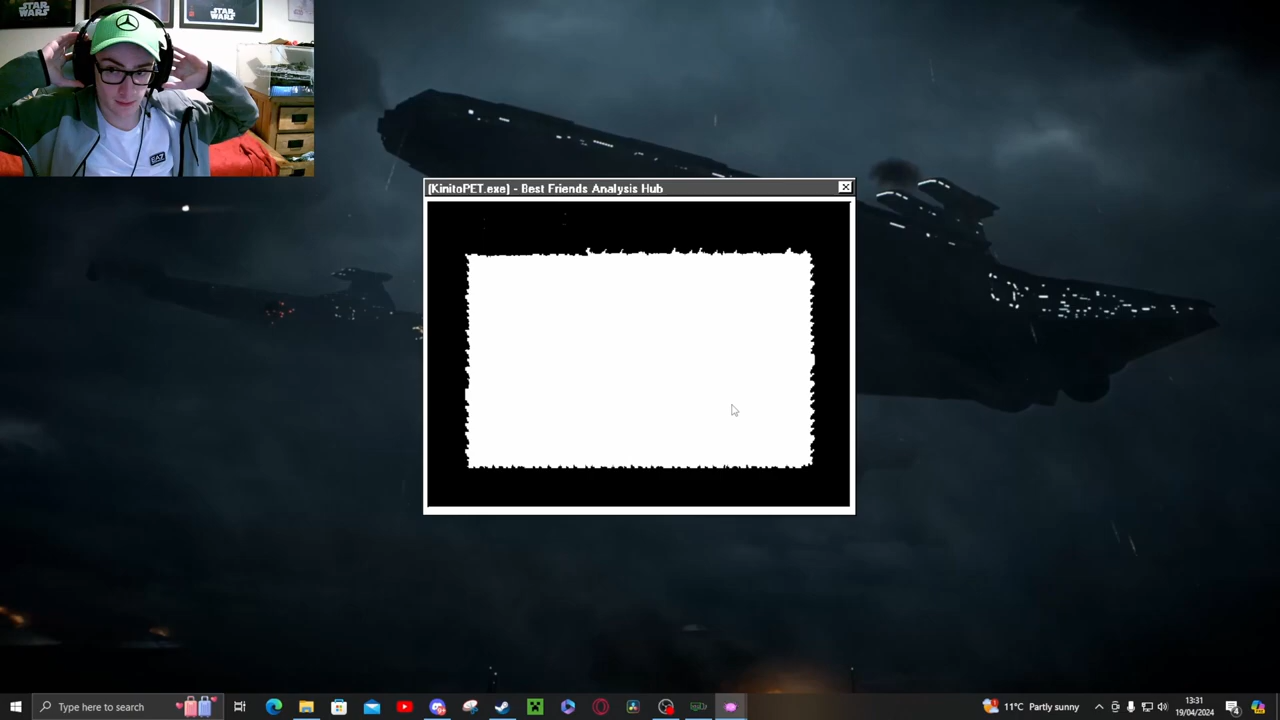 STAR
WARS
STAR
WARS
EA7
(KinitoPET.exe) - Best Friends Analysis Hub
Type here to search
11°C Partly sunny
13:31
19/04/2024